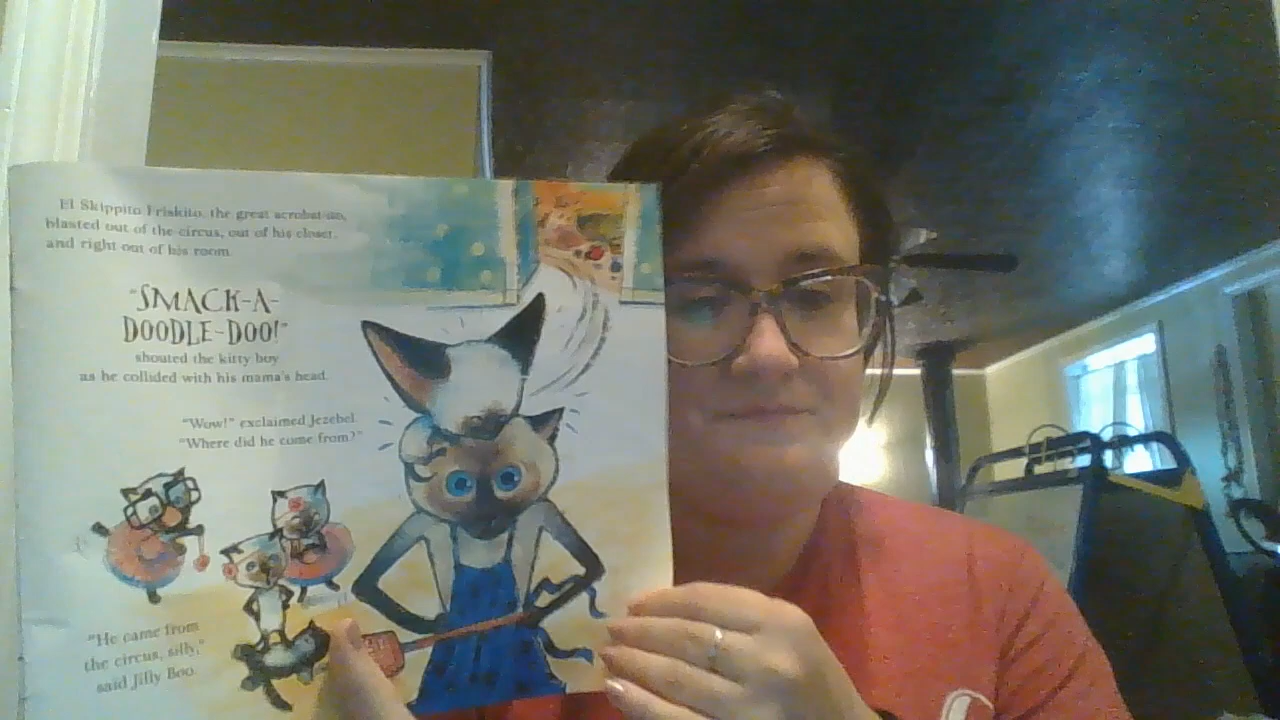 El Skippito Friskito, the great acrobat-ito,
blasted out of the circus, out of his closet,
and right out of his room.
"SMACK-A-
DOODLE-DOO!"
shouted the kitty boy
as he collided with his mama's head.
"Wow!" exclaimed Jezebel.
"Where did he come from?"
"He came from
the circus, silly,"
said Jilly Boo.